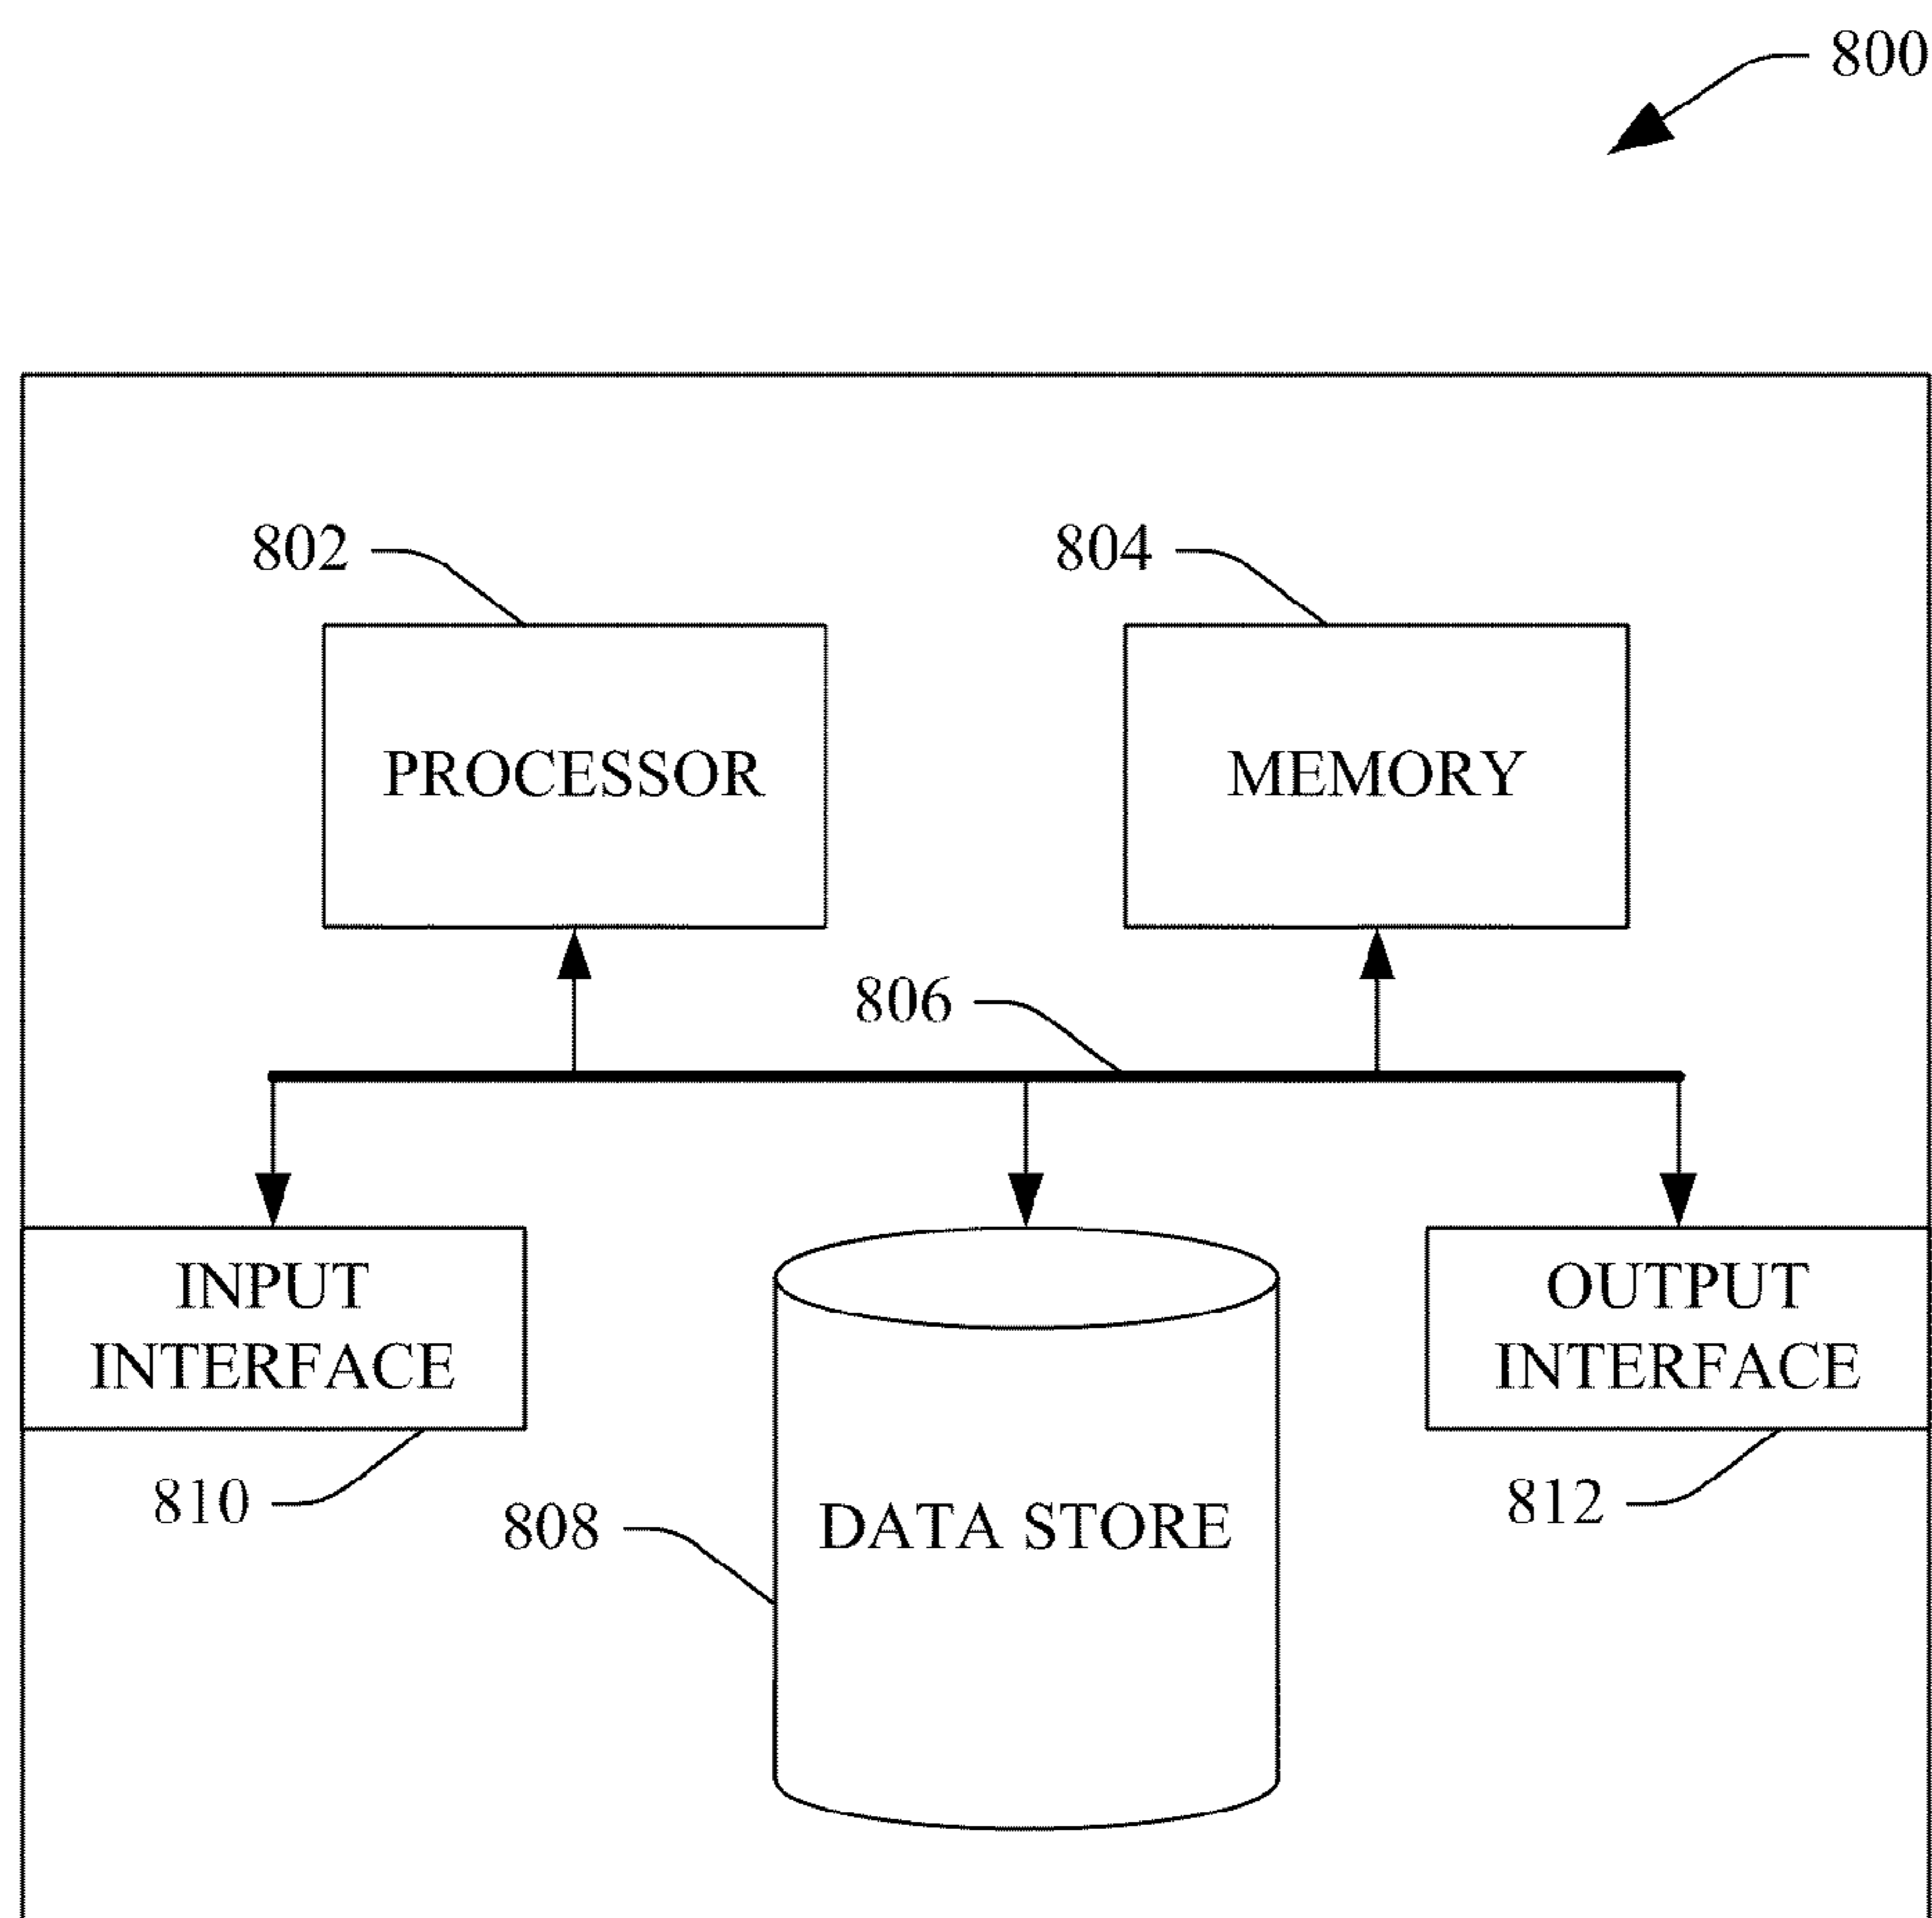 800
802
804
PROCESSOR
MEMORY
806
INPUT
INTERFACE
OUTPUT
INTERFACE
810
808
DATA STORE
812